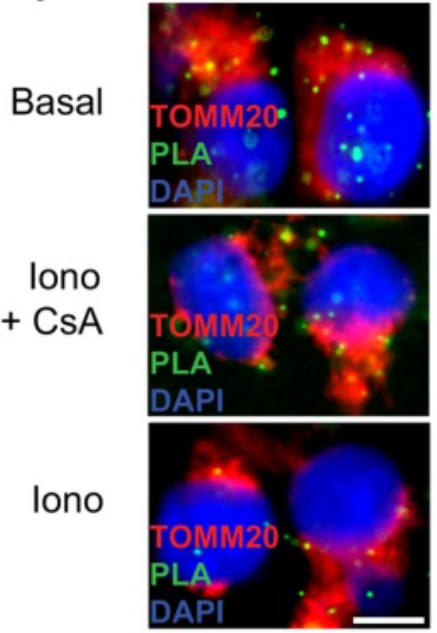 Basal
TOMM20
PLA
DAPI
Iono
+ CsA
TOMM20
PLA
DAPI
Iono
TOMM20
PLA
DAPI